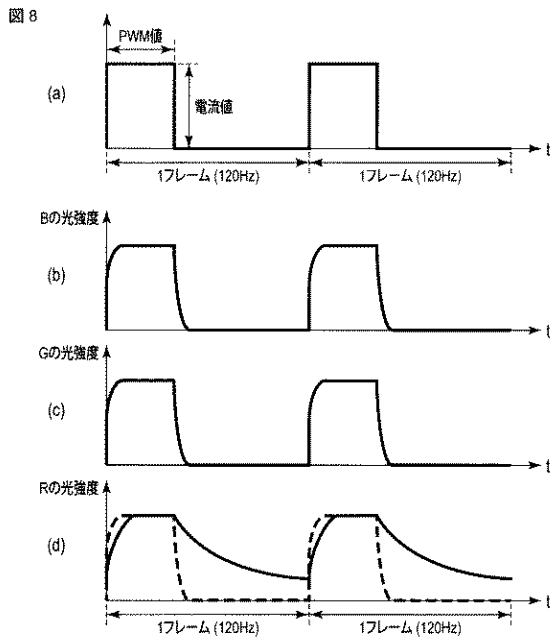 図 8
PWM値
(a)
電流値
t
1フレーム (120Hz)
1フレーム (120Hz)
Bの光強度
(b)
t
Gの光強度
(c)
t
Rの光強度
(d)
t
1フレーム (120Hz)
1フレーム (120Hz)